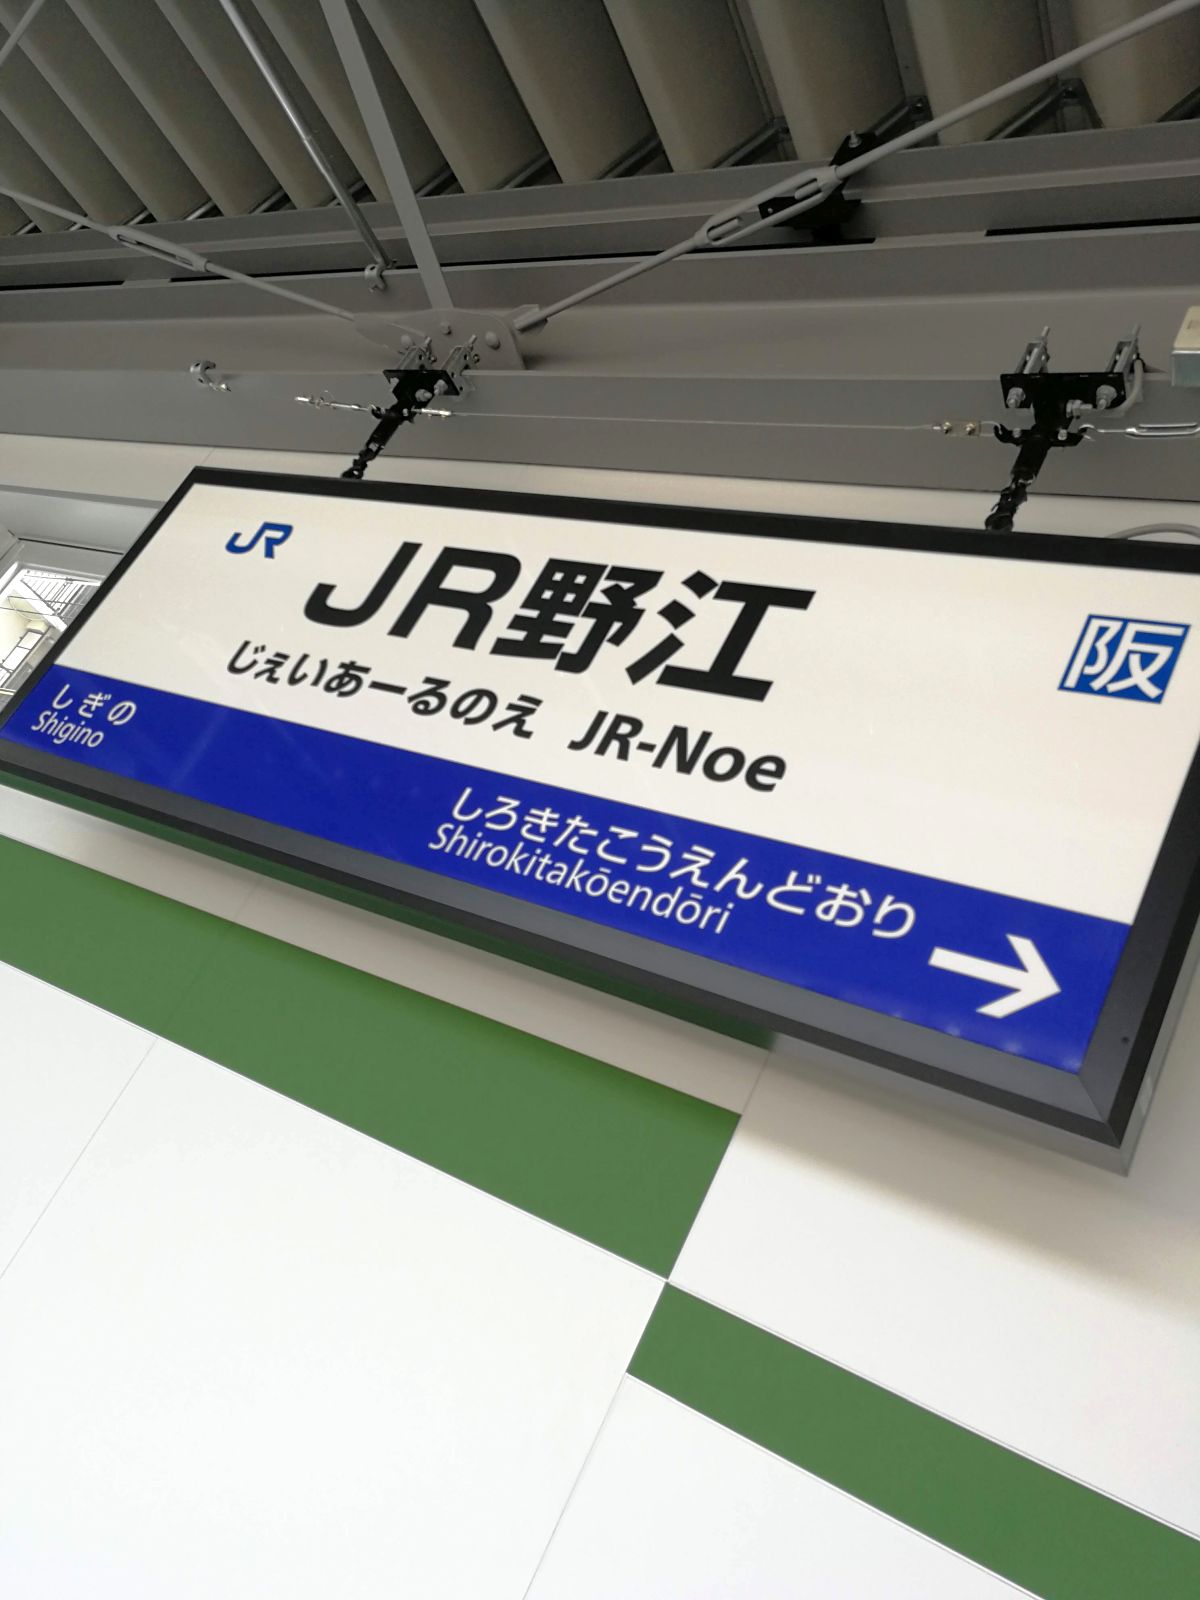 JR
JR野江
阪
じぇいあーるのえ JR-Noe
しぎの
Shigino
しろきたこうえんどおり
Shirokitakōendōri
→